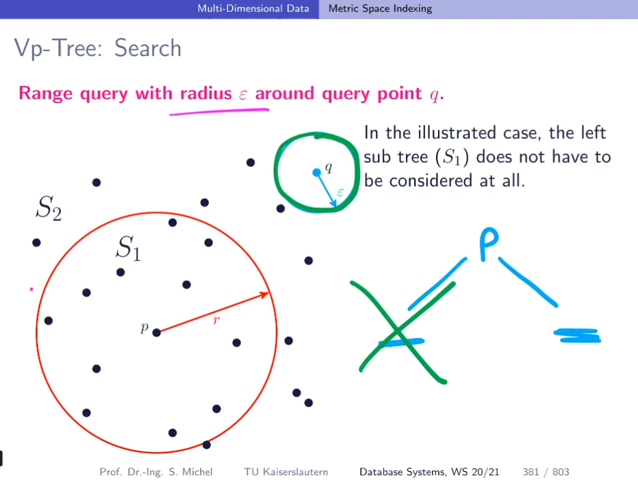 Multi-Dimensional Data Metric Space Indexing
Vp-Tree: Search
Range query with radius ε around query point q.
In the illustrated case, the left
sub tree (S₁) does not have to
be considered at all.
q
ε
S₂
S₁
P
r
p
Prof. Dr.-Ing. S. Michel TU Kaiserslautern Database Systems, WS 20/21 381 / 803